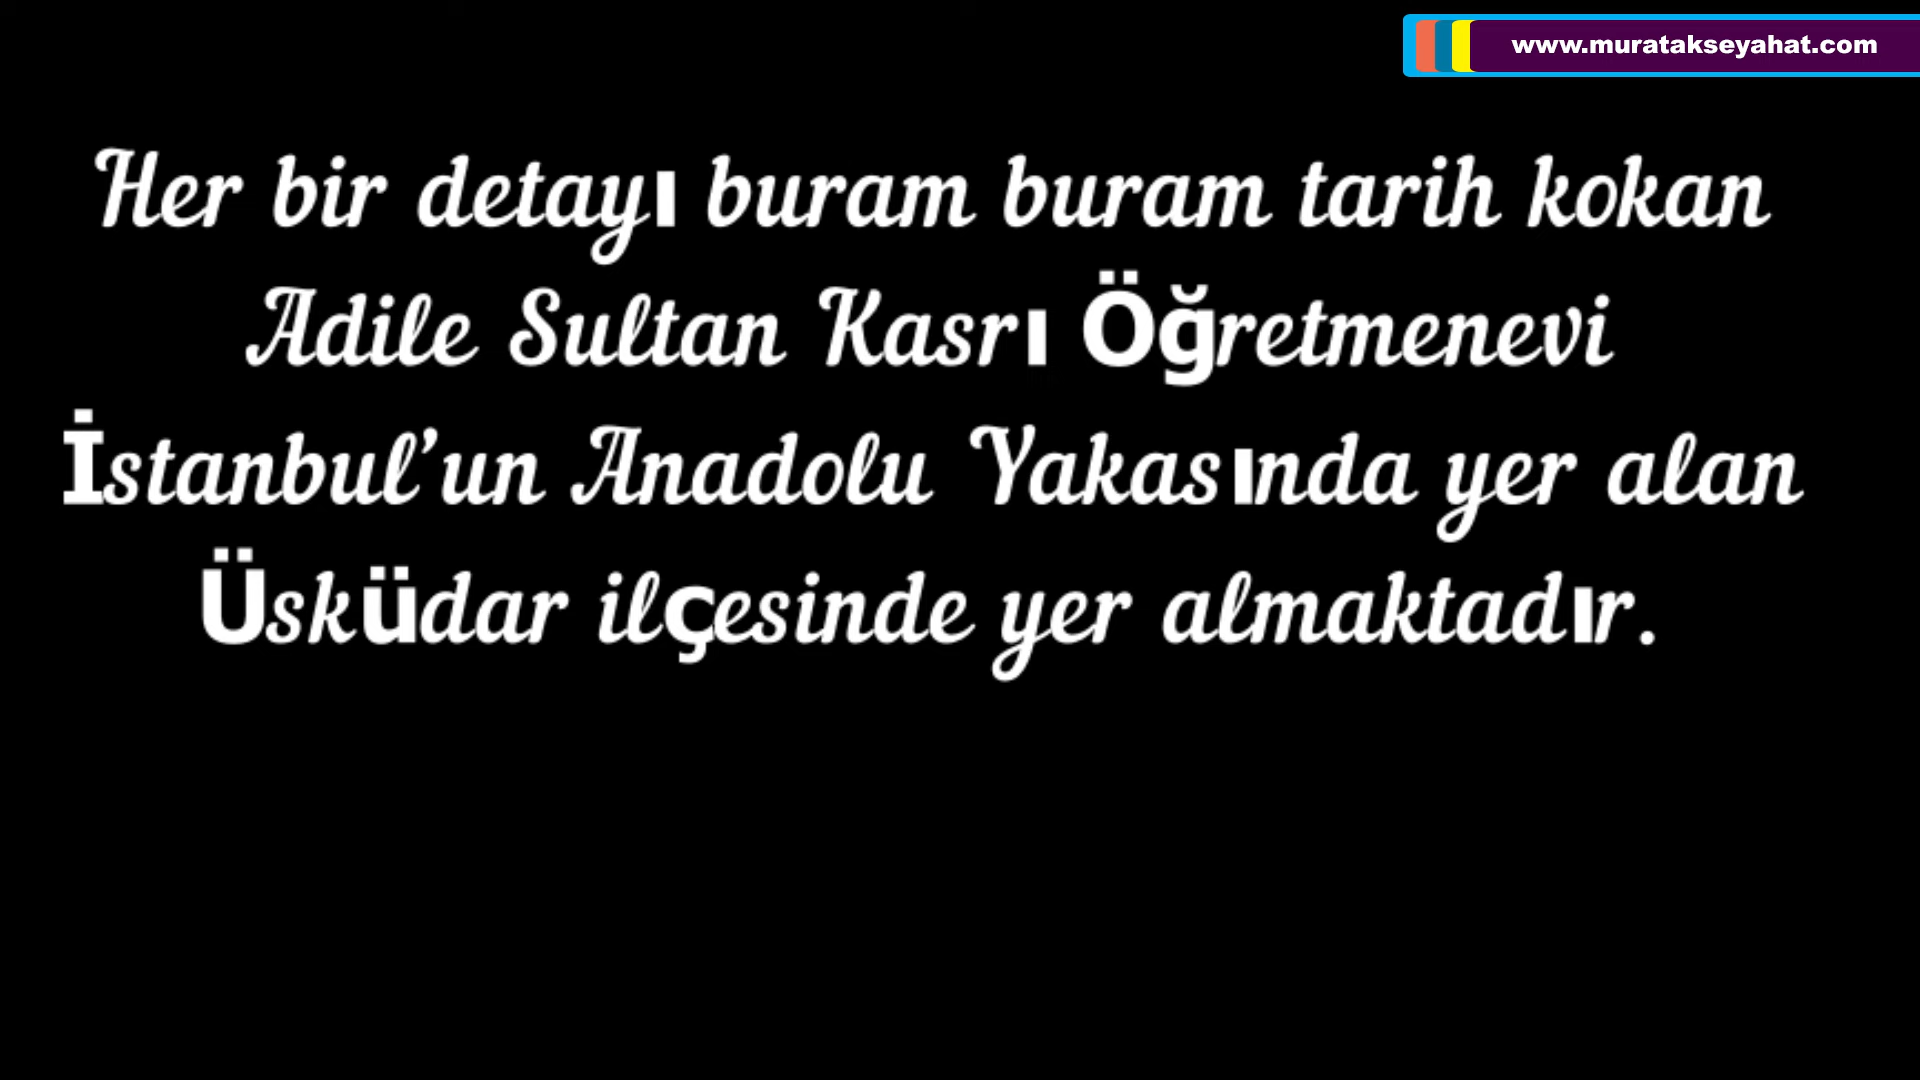 www.muratakseyahat.com
Her bir detayı buram buram tarih kokan
Adile Sultan Kasrı Öğretmenevi
İstanbul’un Anadolu Yakasında yer alan
Üsküdar ilçesinde yer almaktadır.